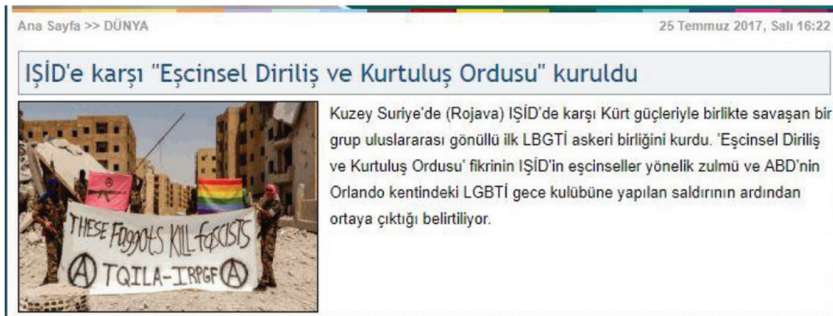 Ana Sayfa >> DÜNYA
25 Temmuz 2017, Salı 16:22
IŞİD'e karşı "Eşcinsel Diriliş ve Kurtuluş Ordusu" kuruldu
Kuzey Suriye'de (Rojava) IŞİD'de karşı Kürt güçleriyle birlikte savaşan bir
grup uluslararası gönüllü ilk LBGTİ askeri birliğini kurdu. 'Eşcinsel Diriliş
ve Kurtuluş Ordusu' fikrinin IŞİD'in eşcinseller yönelik zulmü ve ABD'nin
Orlando kentindeki LGBTİ gece kulübüne yapılan saldırının ardından
ortaya çıktığı belirtiliyor.
THESE FAGGOTS KILL FASCISTS
TQILA-IRPGF